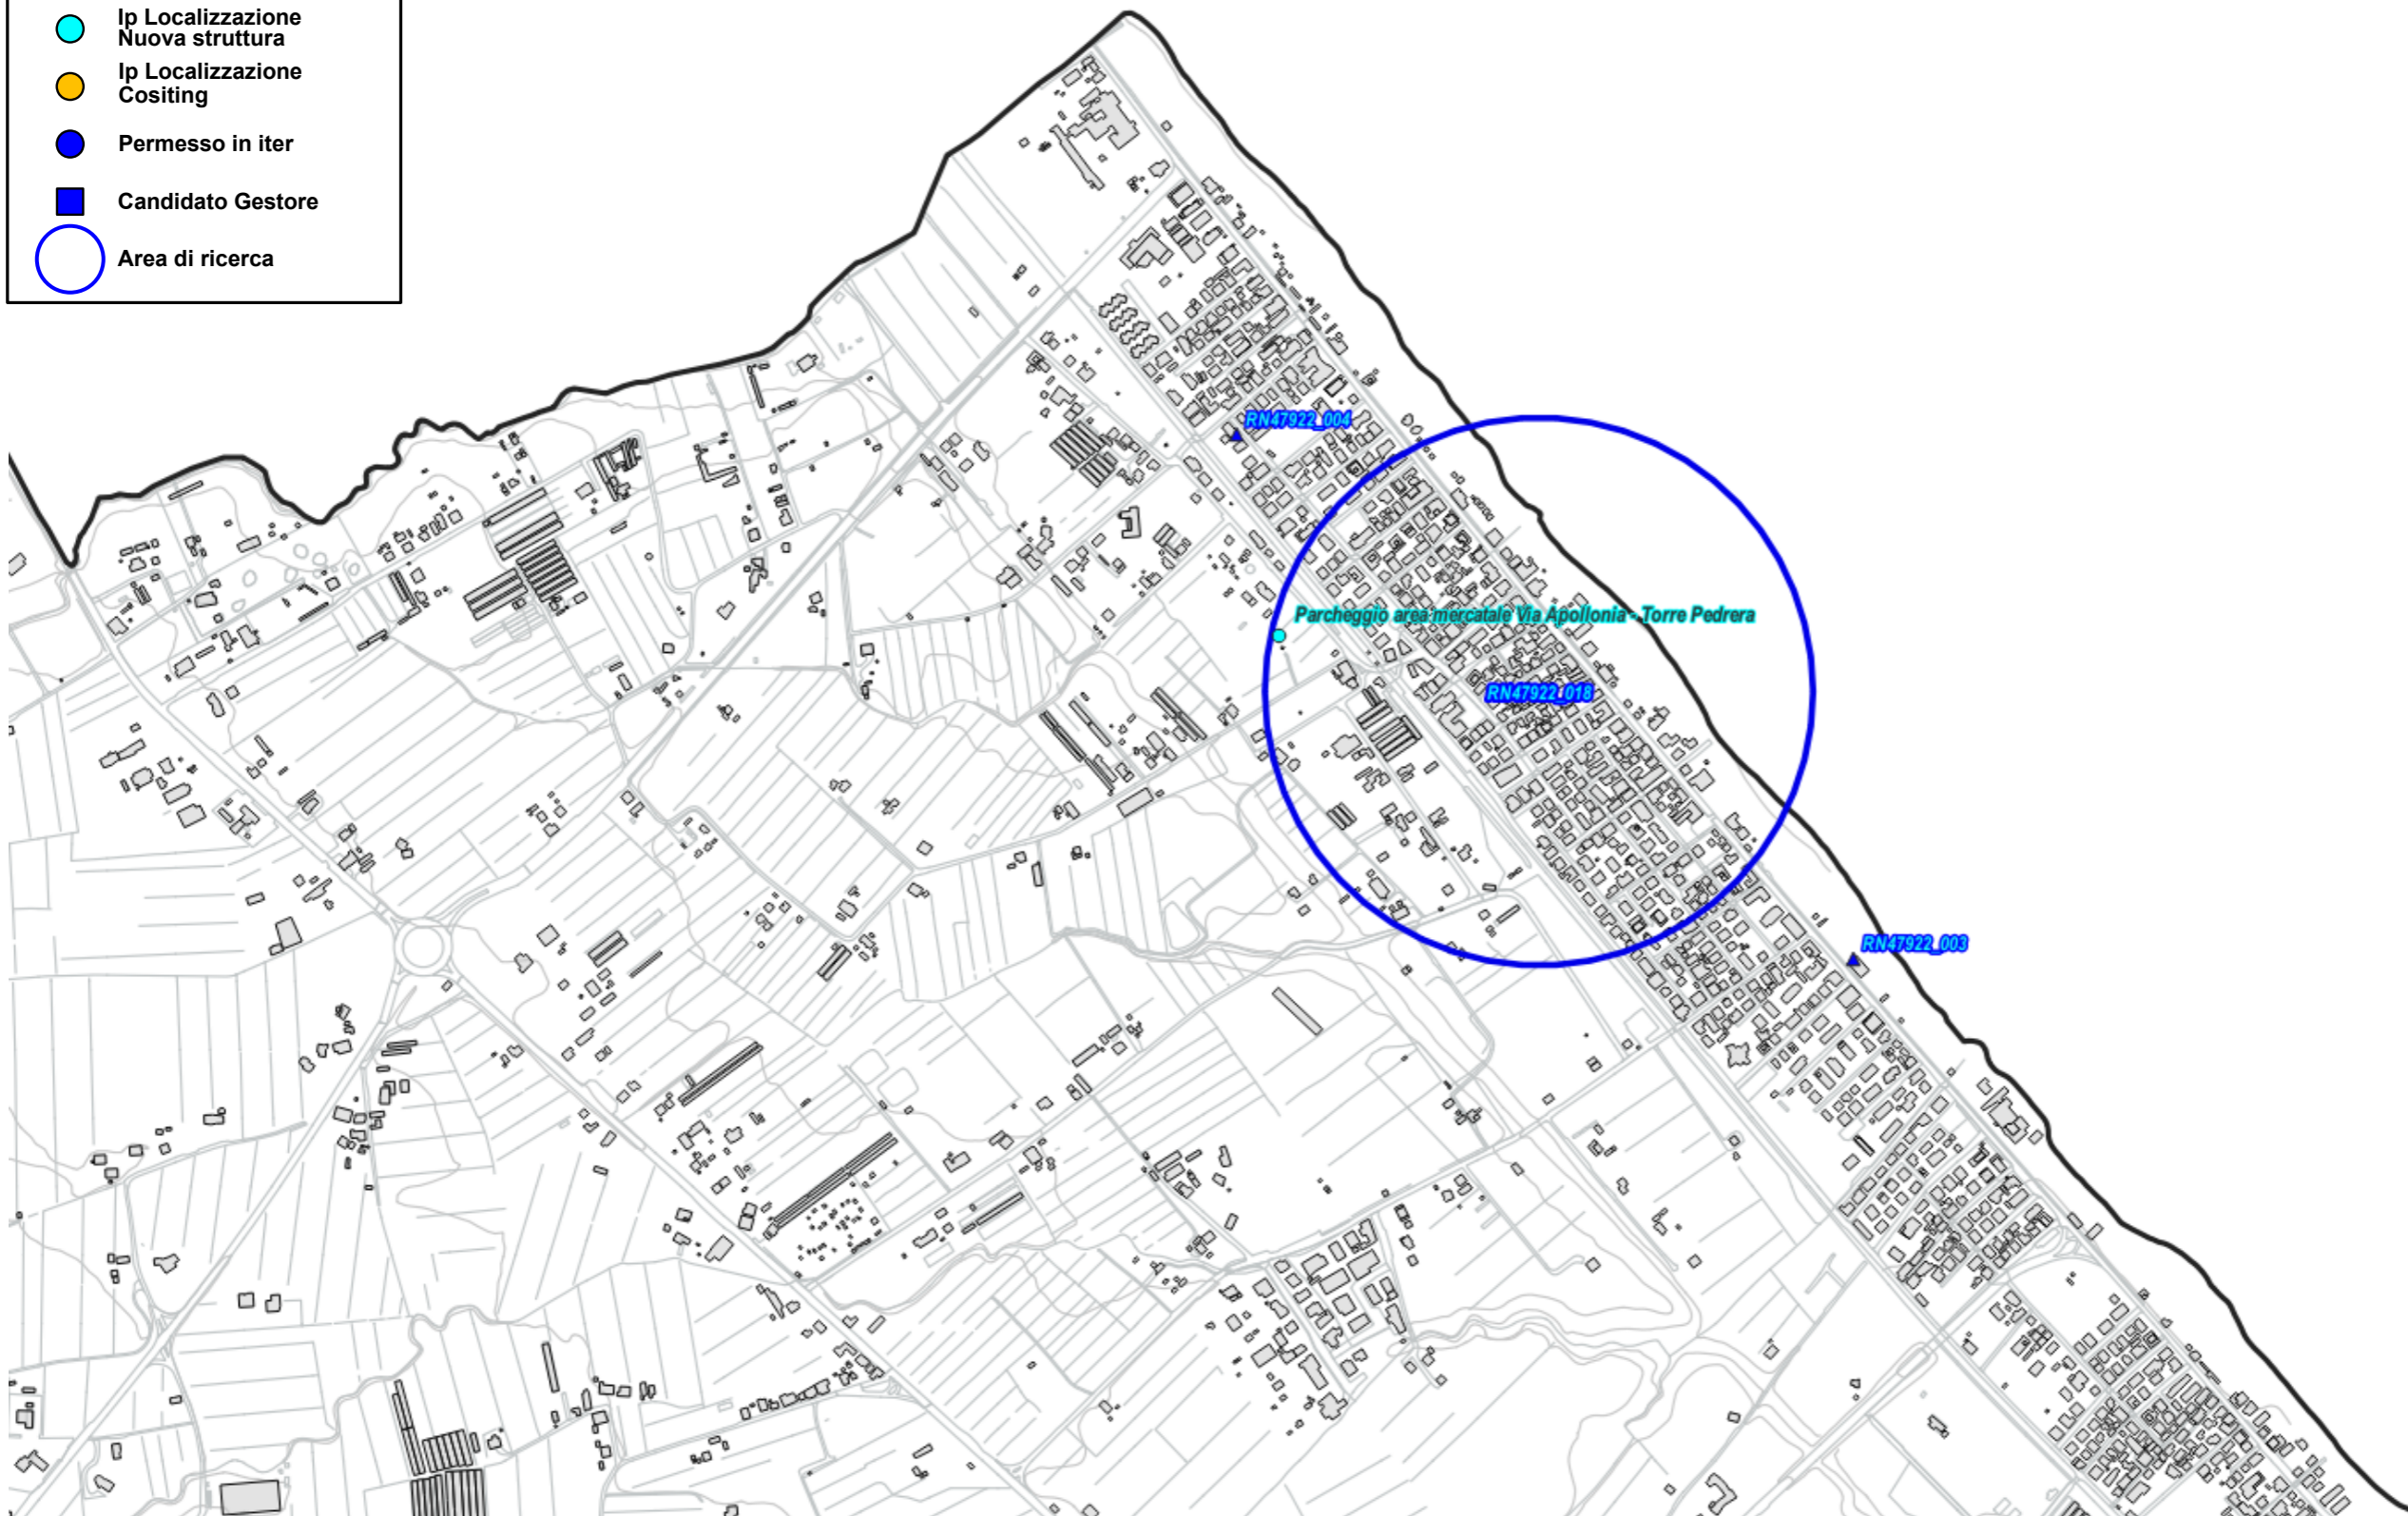 Ip Localizzazione
Nuova struttura
Ip Localizzazione
Cositing
Permesso in iter
Candidato Gestore
Area di ricerca
RN47922_004
Parcheggio area mercatale Via Apollonia - Torre Pedrera
RN47922_018
RN47922_003